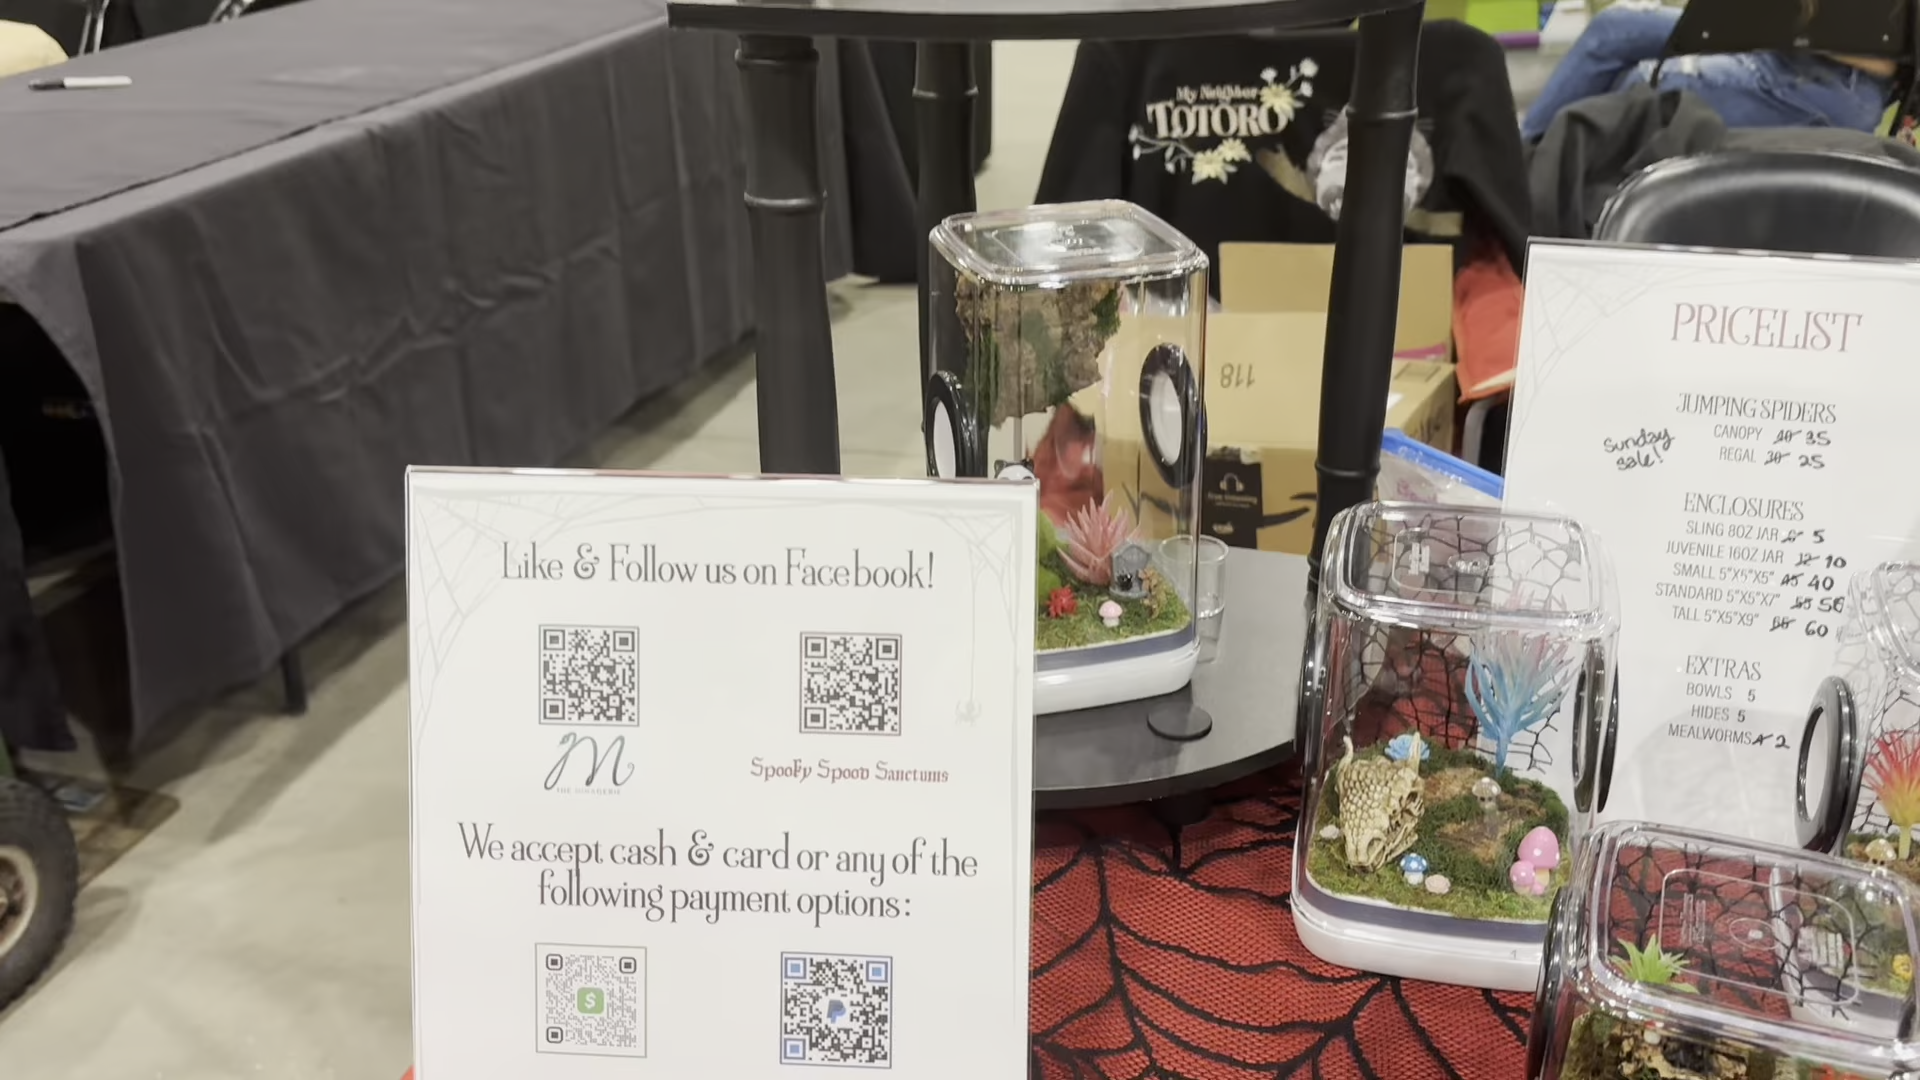 My Neighbor
TOTORO
118
PRICELIST
JUMPING SPIDERS
CANOPY 40 35
REGAL 30 25
Sunday
sale!
ENCLOSURES
SLING 8OZ JAR 5
JUVENILE 16OZ JAR 12 10
SMALL 5"X5"X5" 45 40
STANDARD 5"X5"X7" 55 50
TALL 5"X5"X9" 60
EXTRAS
BOWLS 5
HIDES 5
MEALWORMS 2
Like & Follow us on Facebook!
M
Spooky Spood Sanctums
We accept cash & card or any of the
following payment options:
$
P